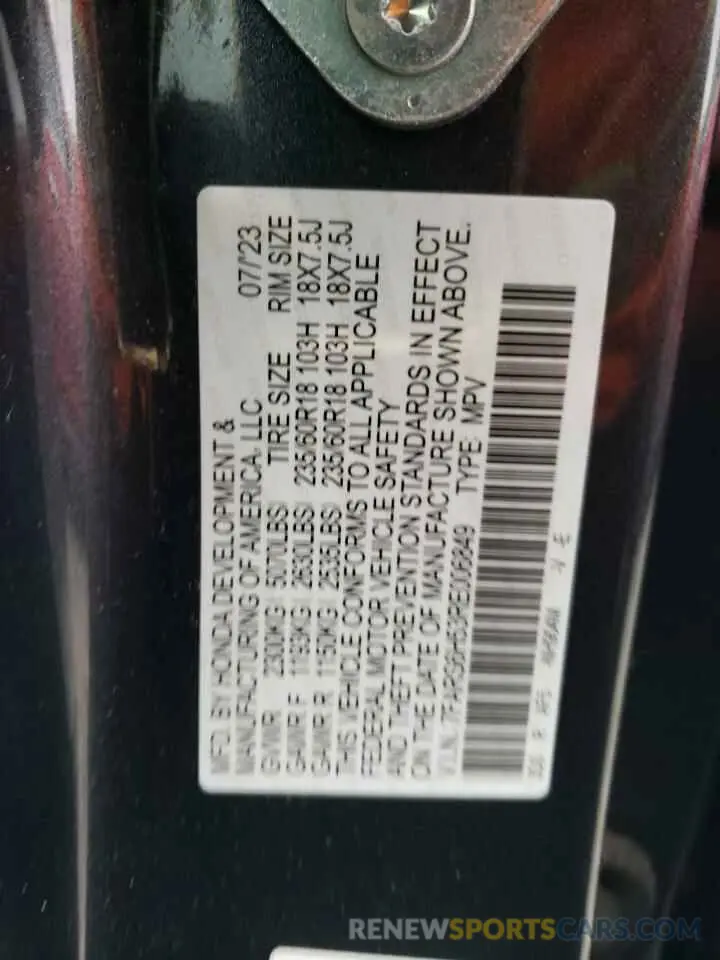 MFD. BY HONDA DEVELOPMENT &
MANUFACTURING OF AMERICA, LLC 07/'23
GVWR 2300KG( 5070LBS) TIRE SIZE RIM SIZE
GAWR F 1193KG( 2630LBS) 235/60R18 103H 18X7.5J
GAWR R 1150KG( 2535LBS) 235/60R18 103H 18X7.5J
THIS VEHICLE CONFORMS TO ALL APPLICABLE
FEDERAL MOTOR VEHICLE SAFETY
AND THEFT PREVENTION STANDARDS IN EFFECT
ON THE DATE OF MANUFACTURE SHOWN ABOVE.
V.I.N.: 7FARS6H53RE006849 TYPE: MPV
RENEWSPORTSCARS.COM